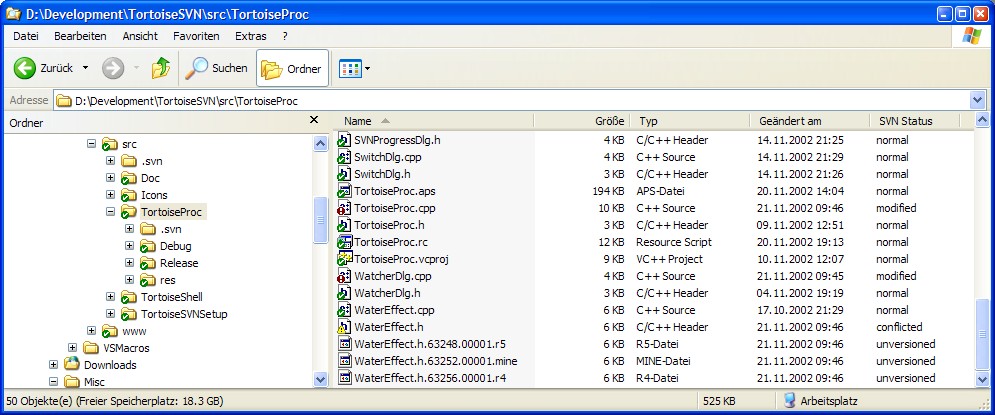 D:\Development\TortoiseSVN\src\TortoiseProc
Datei Bearbeiten Ansicht Favoriten Extras ?
Zurück Suchen Ordner
Adresse D:\Development\TortoiseSVN\src\TortoiseProc
Ordner
src
.svn
Doc
Icons
TortoiseProc
.svn
Debug
Release
res
TortoiseShell
TortoiseSVNSetup
www
VSMacros
Downloads
Misc
Name Größe Typ Geändert am SVN Status
SVNProgressDlg.h 4 KB C/C++ Header 14.11.2002 21:25 normal
SwitchDlg.cpp 4 KB C++ Source 14.11.2002 21:29 normal
SwitchDlg.h 3 KB C/C++ Header 14.11.2002 21:26 normal
TortoiseProc.aps 194 KB APS-Datei 20.11.2002 14:04 normal
TortoiseProc.cpp 10 KB C++ Source 21.11.2002 09:46 modified
TortoiseProc.h 3 KB C/C++ Header 09.11.2002 12:51 normal
TortoiseProc.rc 12 KB Resource Script 20.11.2002 19:13 normal
TortoiseProc.vcproj 9 KB VC++ Project 10.11.2002 12:07 normal
WatcherDlg.cpp 4 KB C++ Source 21.11.2002 09:45 modified
WatcherDlg.h 3 KB C/C++ Header 04.11.2002 19:19 normal
WaterEffect.cpp 6 KB C++ Source 17.10.2002 21:29 normal
WaterEffect.h 6 KB C/C++ Header 21.11.2002 09:46 conflicted
WaterEffect.h.63248.00001.r5 6 KB R5-Datei 21.11.2002 09:46 unversioned
WaterEffect.h.63252.00001.mine 6 KB MINE-Datei 21.11.2002 09:46 unversioned
WaterEffect.h.63256.00001.r4 6 KB R4-Datei 21.11.2002 09:46 unversioned
50 Objekte(e) (Freier Speicherplatz: 18.3 GB) 525 KB Arbeitsplatz